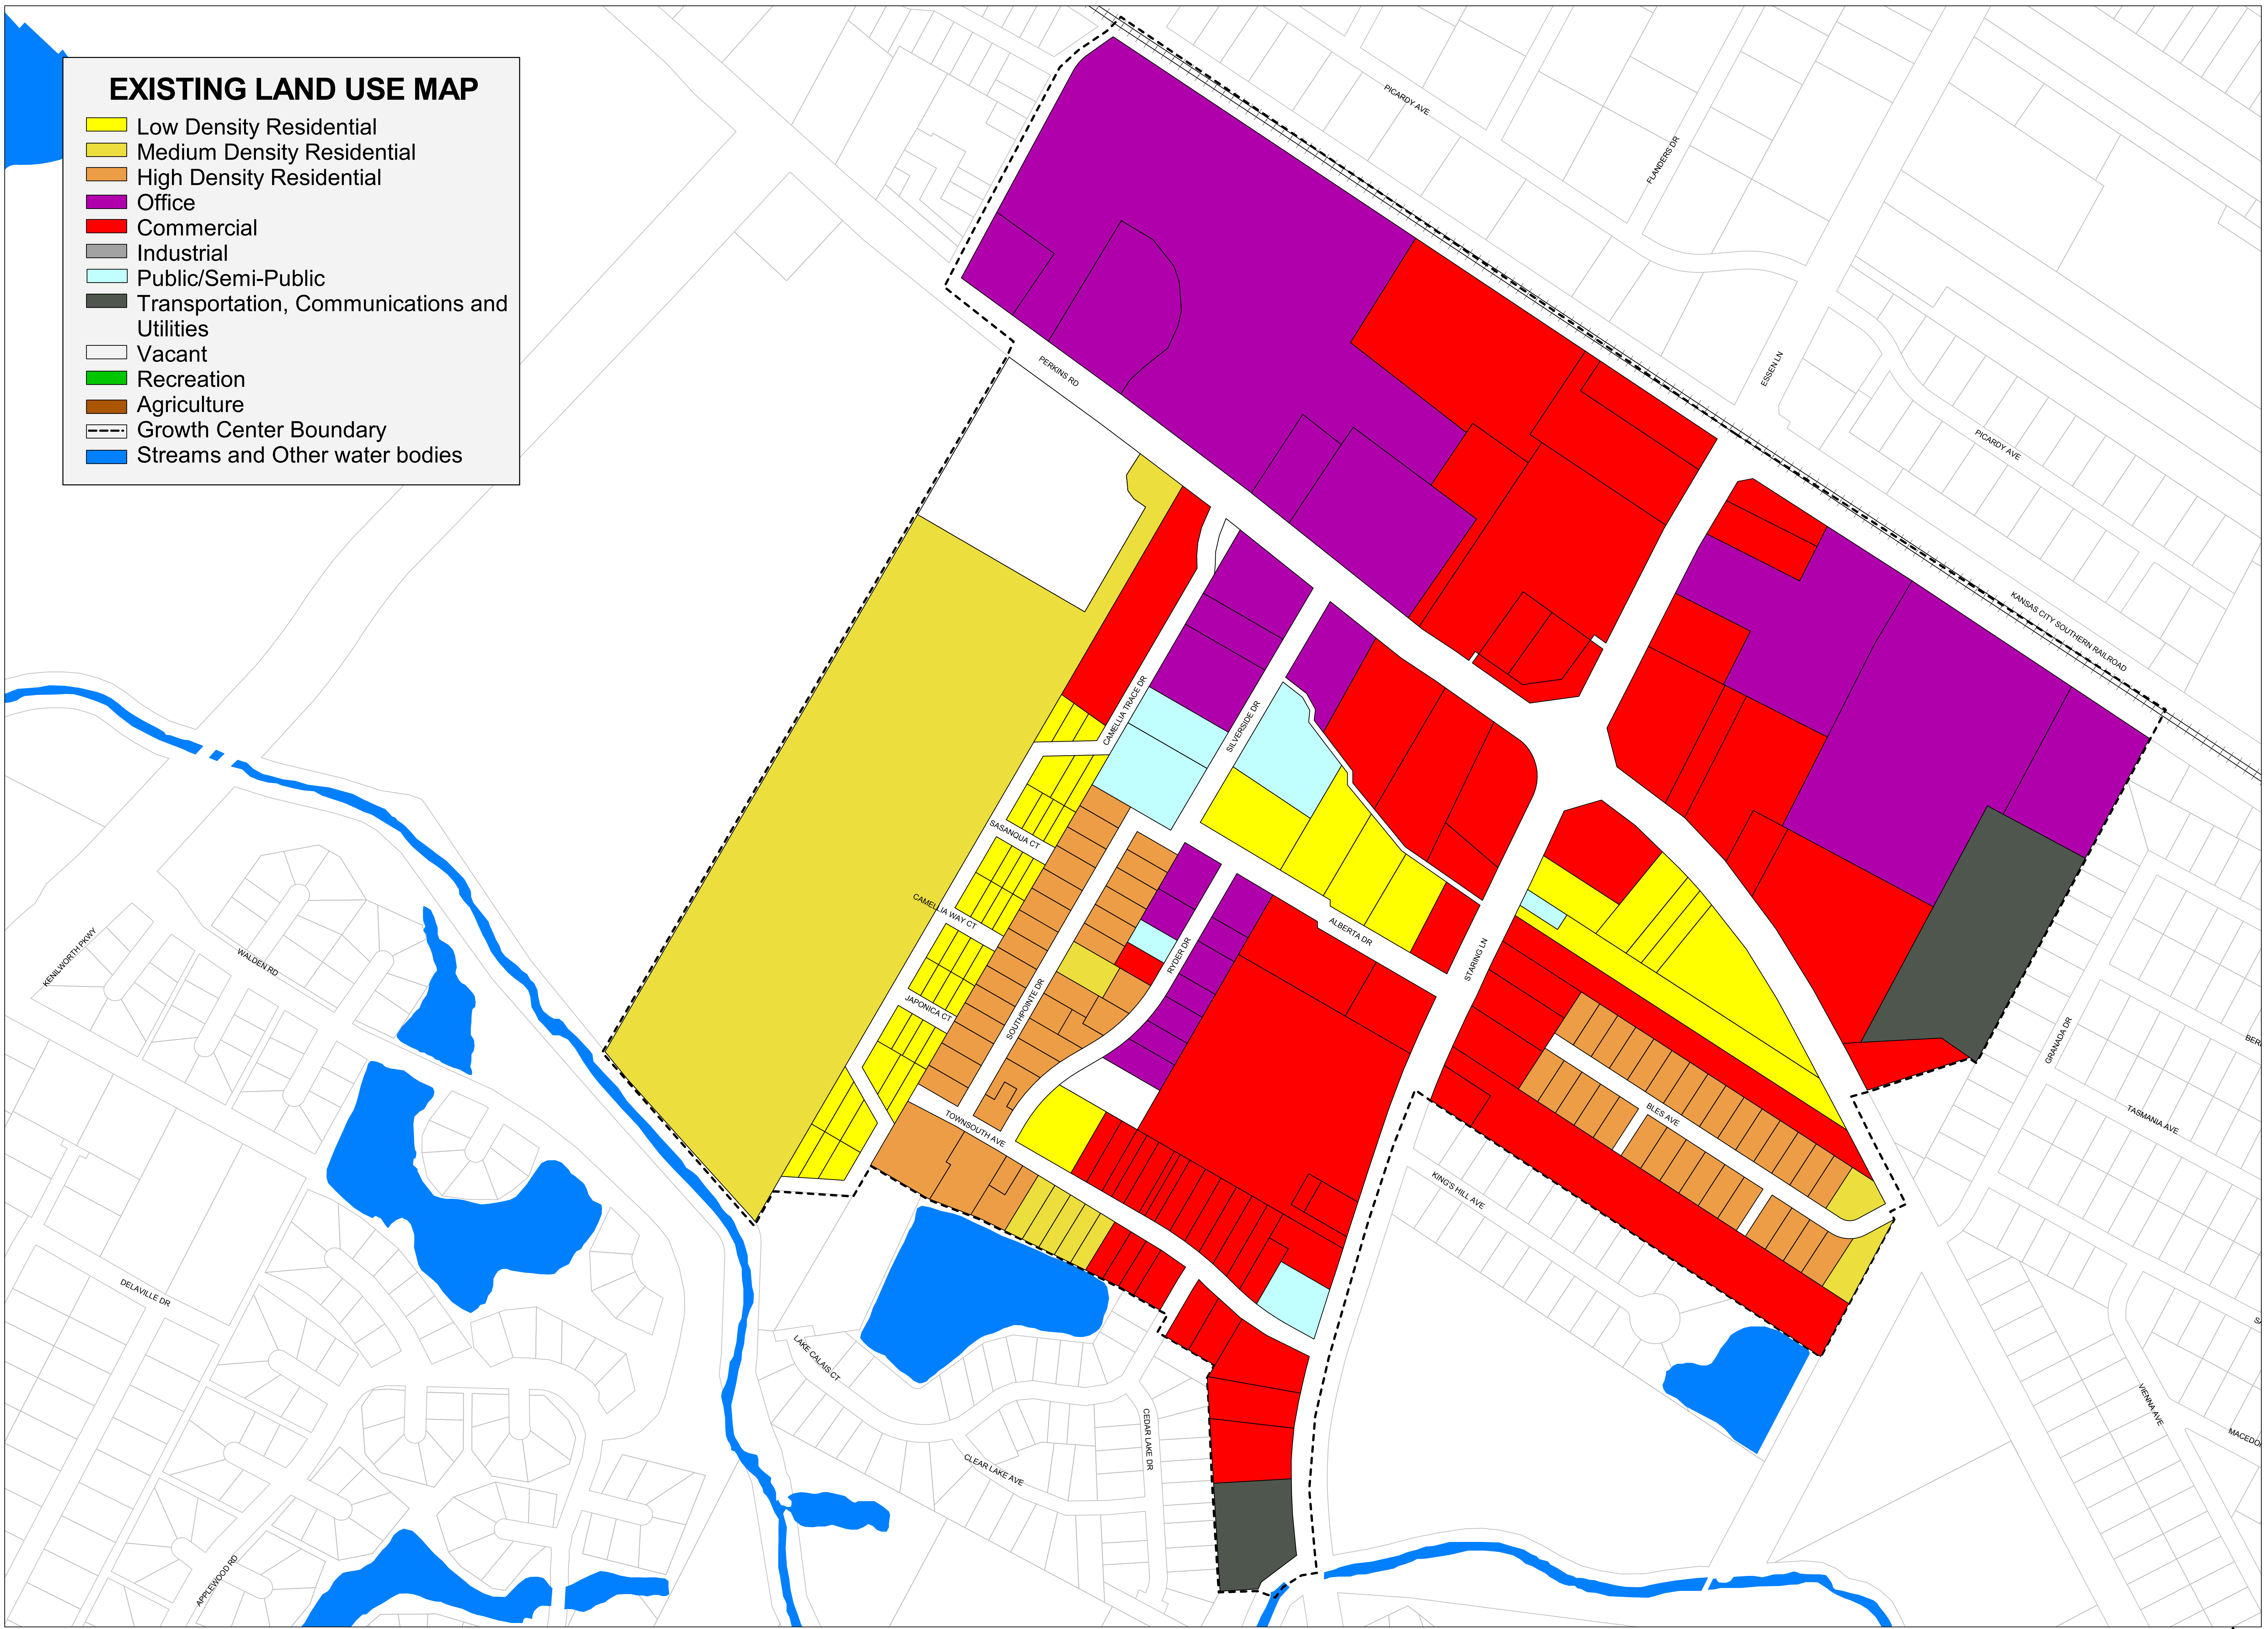 EXISTING LAND USE MAP
Low Density Residential
Medium Density Residential
High Density Residential
Office
Commercial
Industrial
Public/Semi-Public
Transportation, Communications and
Utilities
Vacant
Recreation
Agriculture
Growth Center Boundary
Streams and Other water bodies
PICARDY AVE
FLANDERS DR
ESSEN LN
PERKINS RD
PICARDY AVE
KANSAS CITY SOUTHERN RAILROAD
CAMELLIA TRACE DR
SILVERSIDE DR
SASANQUA CT
CAMELLIA WAY CT
JAPONICA CT
SOUTHPOINTE DR
RYDER DR
ALBERTA DR
STARING LN
TOWNSOUTH AVE
BLES AVE
KING'S HILL AVE
GRANADA DR
TASMANIA AVE
VIENNA AVE
KENILWORTH PKWY
WALDEN RD
DELAVILLE DR
LAKE CALAIS CT
CEDAR LAKE DR
CLEAR LAKE AVE
APPLEWOOD RD